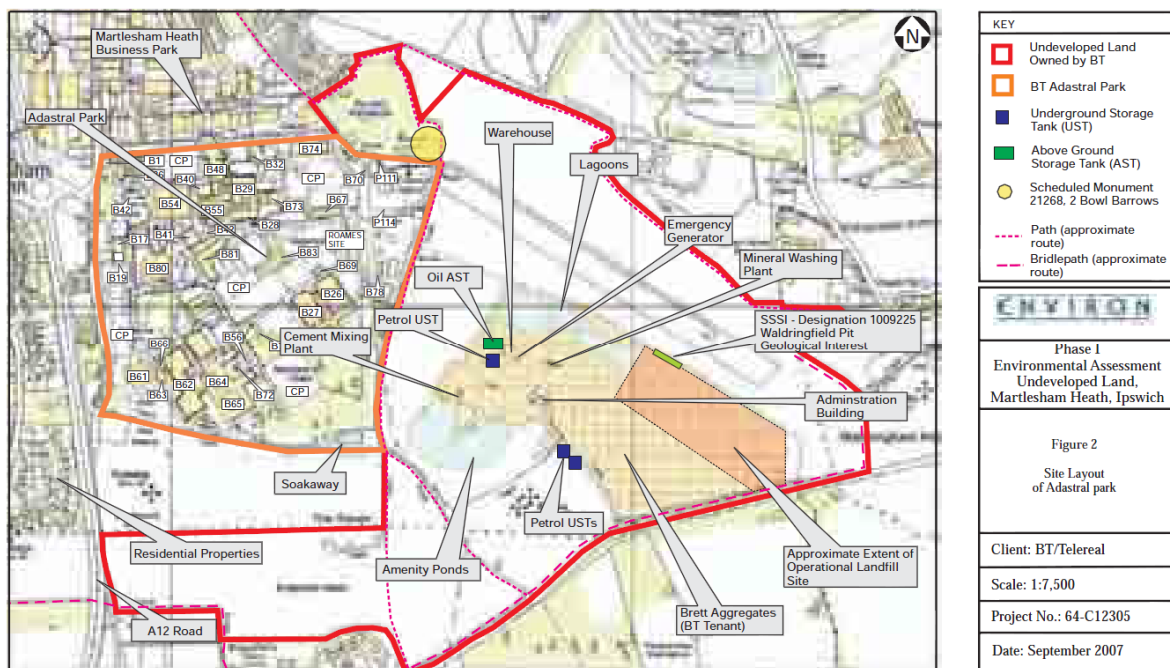 Martlesham Heath
Business Park
Adastral Park
N
Warehouse
Lagoons
Emergency
Generator
Mineral Washing
Plant
Oil AST
Petrol UST
SSSI - Designation 1009225
Waldringfield Pit
Geological Interest
Cement Mixing
Plant
Adminstration
Building
Soakaway
Petrol USTs
Residential Properties
Amenity Ponds
Approximate Extent of
Operational Landfill
Site
Brett Aggregates
(BT Tenant)
A12 Road
B1
CP
B74
B32
B48
B40
B29
CP
B70
P111
B42
B54
B55
B73
B67
B28
P114
B17
B41
ROAMES
SITE
B81
B83
B19
B80
B69
CP
B26
B78
B27
CP
B56
B66
B61
B62
B64
B63
B65
B72
CP
KEY
Undeveloped Land
Owned by BT
BT Adastral Park
Underground Storage
Tank (UST)
Above Ground
Storage Tank (AST)
Scheduled Monument
21268, 2 Bowl Barrows
Path (approximate
route)
Bridlepath (approximate
route)
ENVIRON
Phase I
Environmental Assessment
Undeveloped Land,
Martlesham Heath, Ipswich
Figure 2
Site Layout
of Adastral park
Client: BT/Telereal
Scale: 1:7,500
Project No.: 64-C12305
Date: September 2007